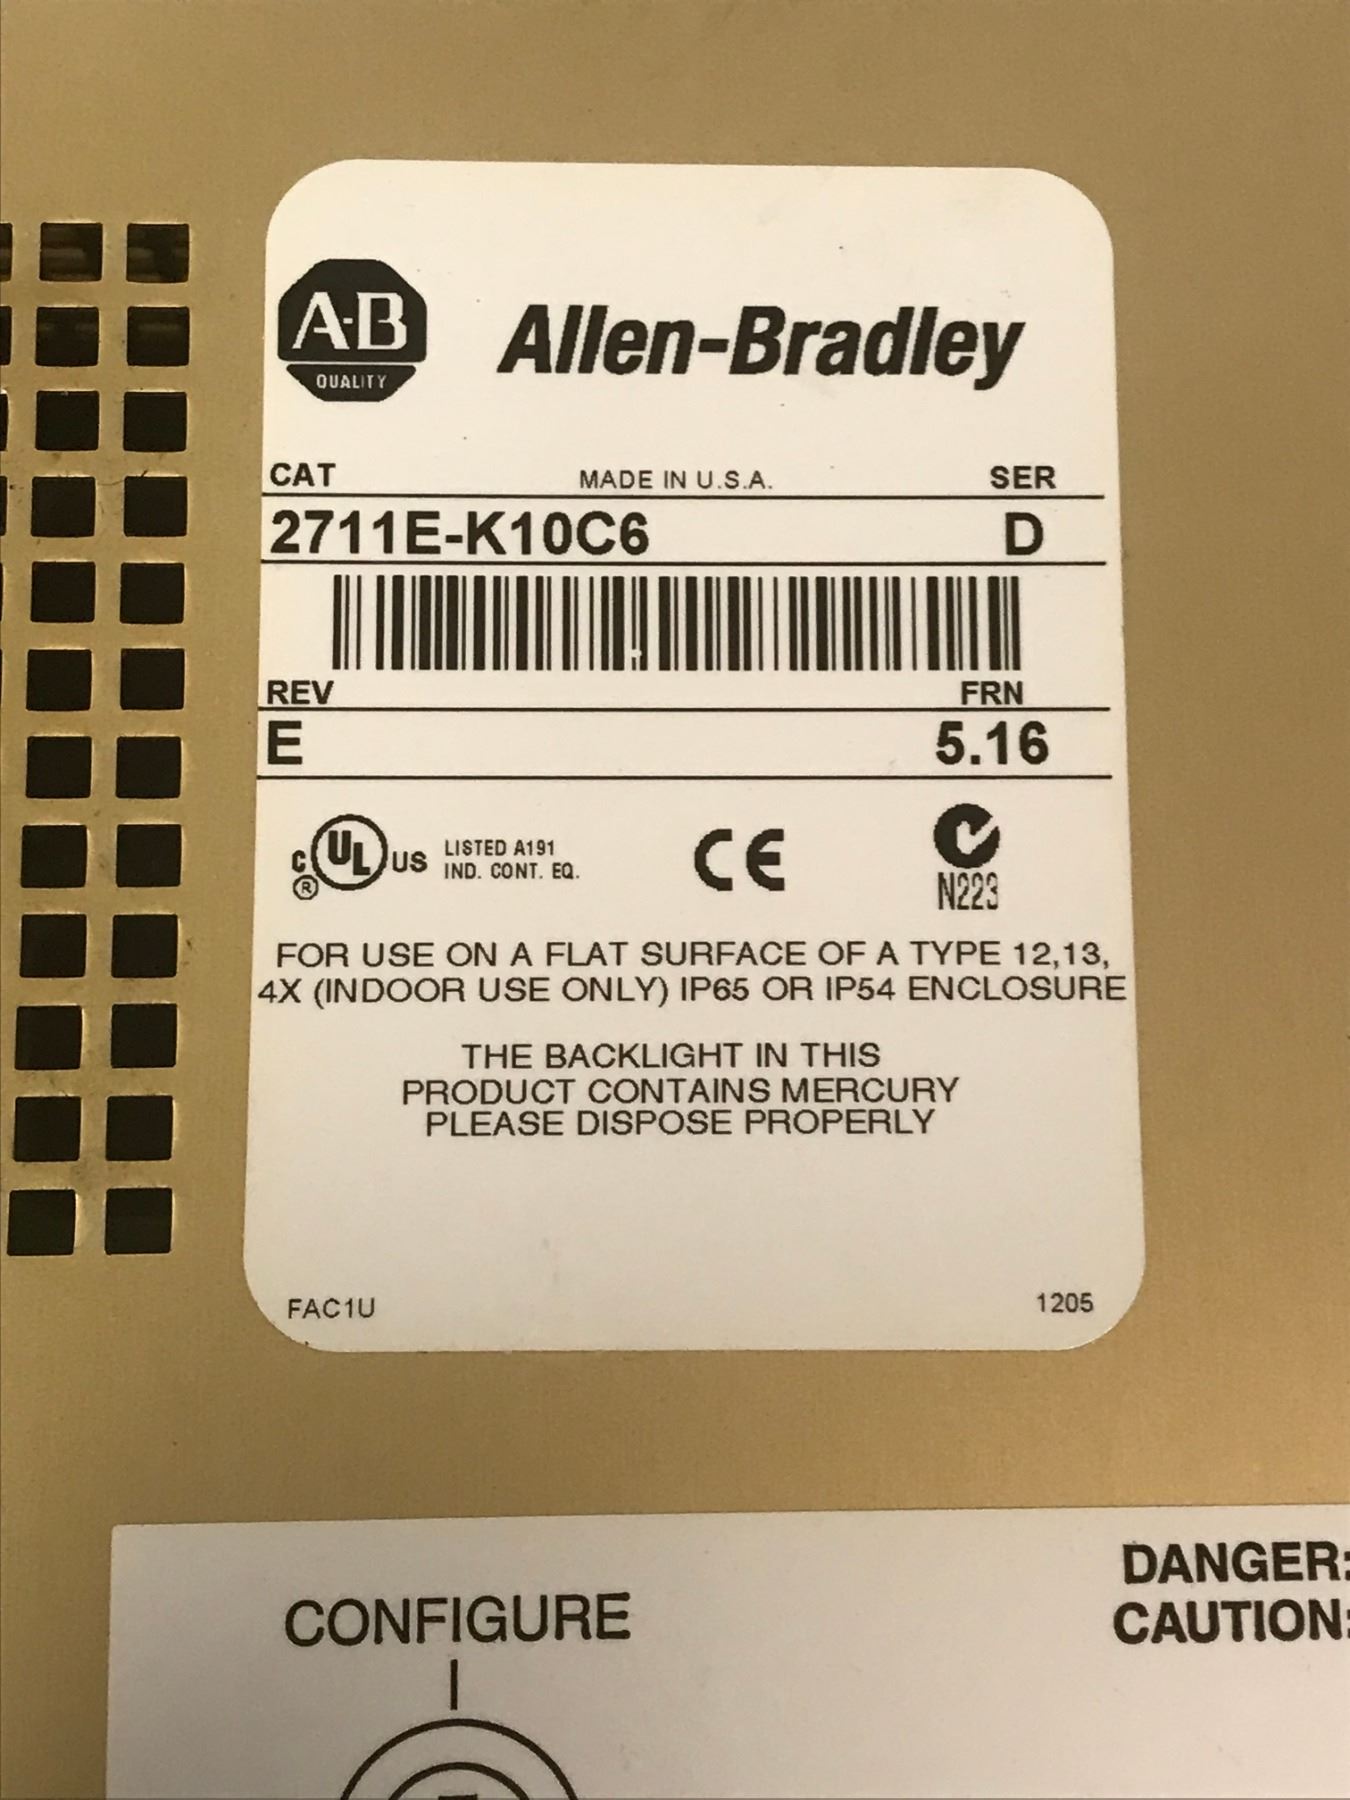 A-B
QUALITY
Allen-Bradley
CAT MADE IN U.S.A. SER
2711E-K10C6 D
REV FRN
E 5.16
C UL US ®
LISTED A191
IND. CONT. EQ.
CE
N223
FOR USE ON A FLAT SURFACE OF A TYPE 12,13,
4X (INDOOR USE ONLY) IP65 OR IP54 ENCLOSURE
THE BACKLIGHT IN THIS
PRODUCT CONTAINS MERCURY
PLEASE DISPOSE PROPERLY
FAC1U 1205
CONFIGURE
DANGER:
CAUTION: